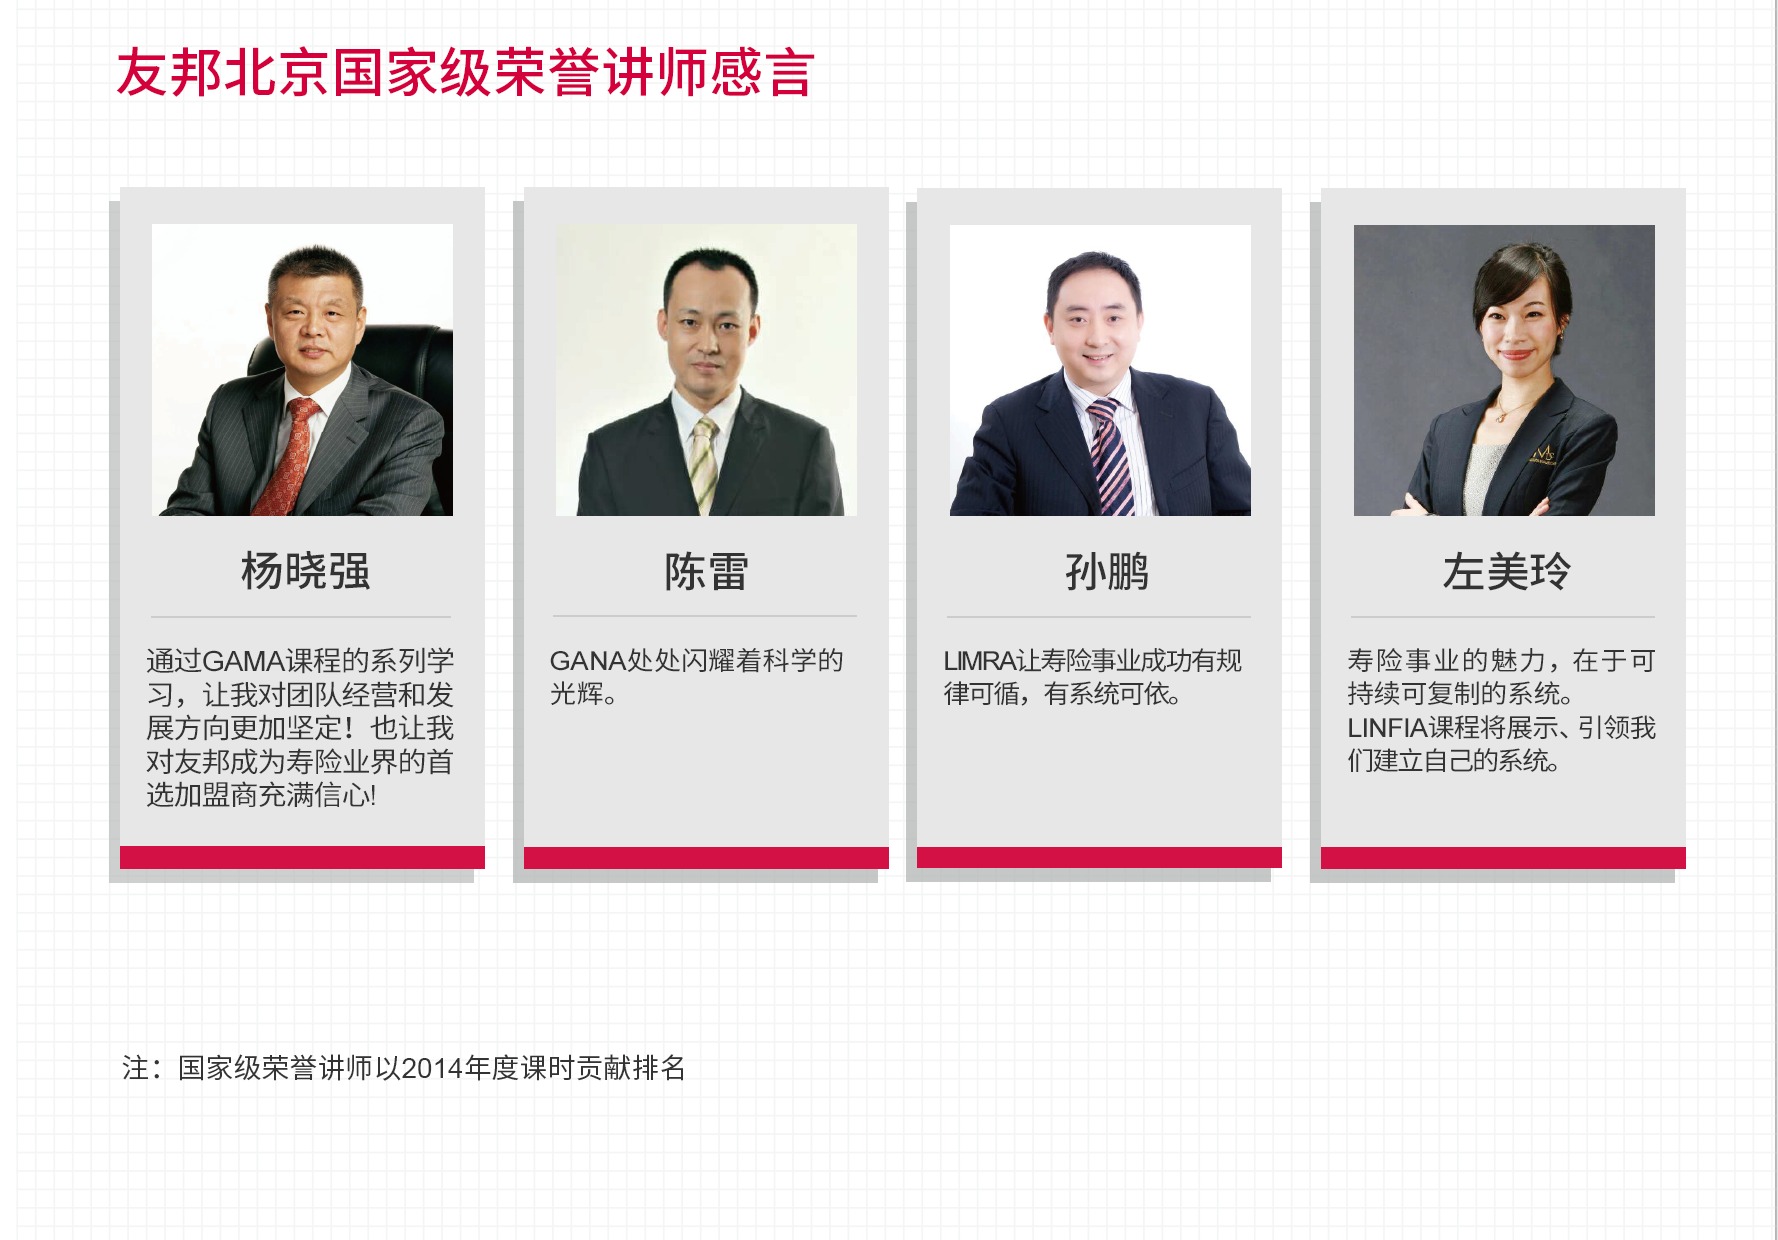 友邦北京国家级荣誉讲师感言
杨晓强
通过GAMA课程的系列学
习，让我对团队经营和发
展方向更加坚定！也让我
对友邦成为寿险业界的首
选加盟商充满信心!
陈雷
GANA处处闪耀着科学的
光辉。
孙鹏
LIMRA让寿险事业成功有规
律可循，有系统可依。
左美玲
寿险事业的魅力，在于可
持续可复制的系统。
LINFIA课程将展示、引领我
们建立自己的系统。
注：国家级荣誉讲师以2014年度课时贡献排名